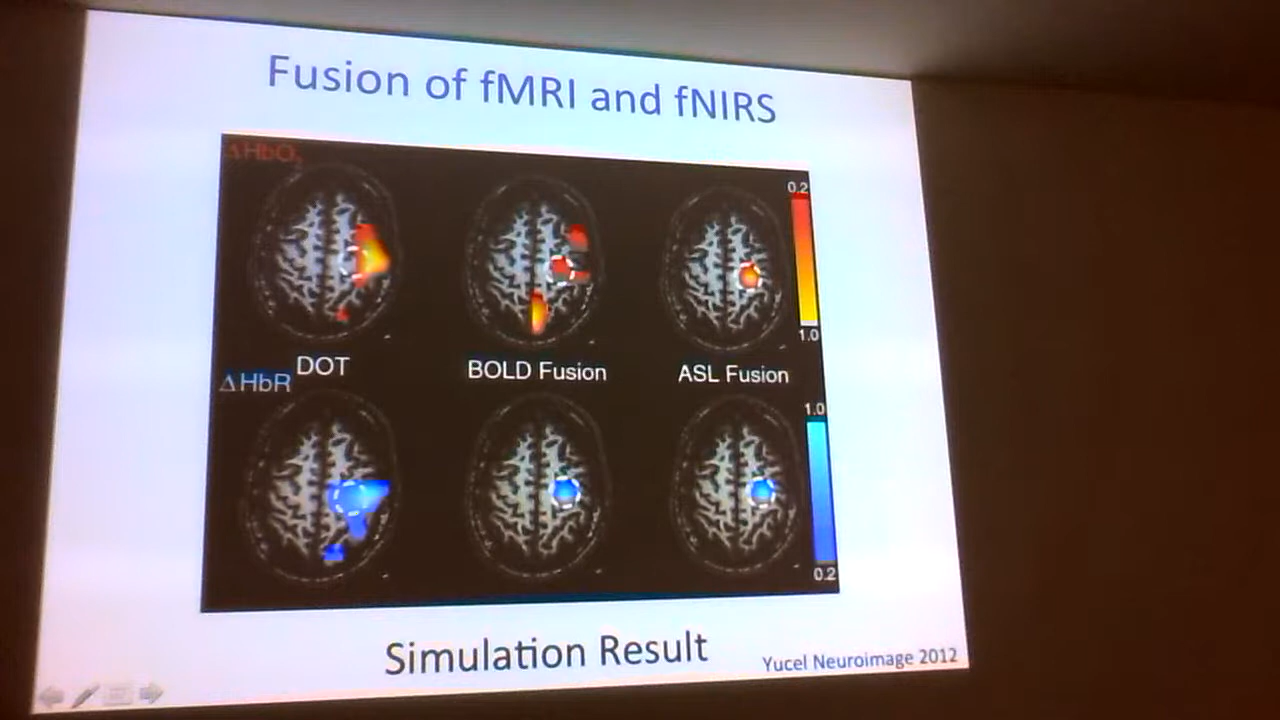 Fusion of fMRI and fNIRS
ΔHbO₂
0.2
1.0
DOT
BOLD Fusion
ASL Fusion
ΔHbR
1.0
0.2
Simulation Result
Yucel Neuroimage 2012